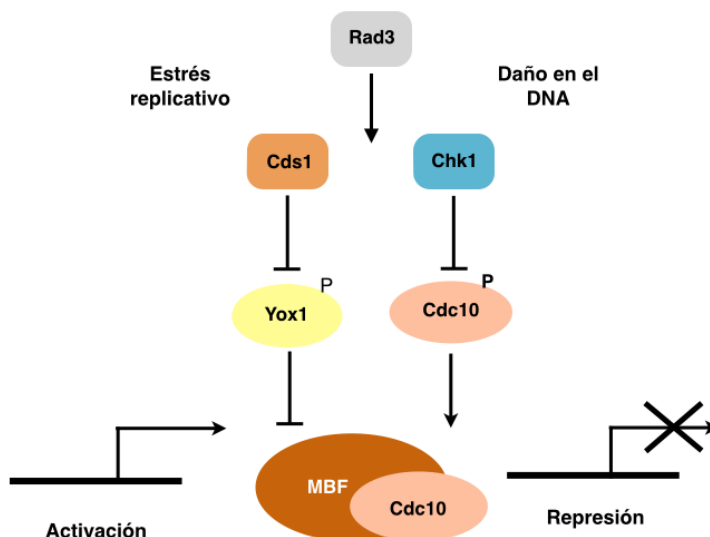 Rad3
Estrés
replicativo
Daño en el
DNA
Cds1
Chk1
P
Yox1
P
Cdc10
MBF
Cdc10
Activación
Represión